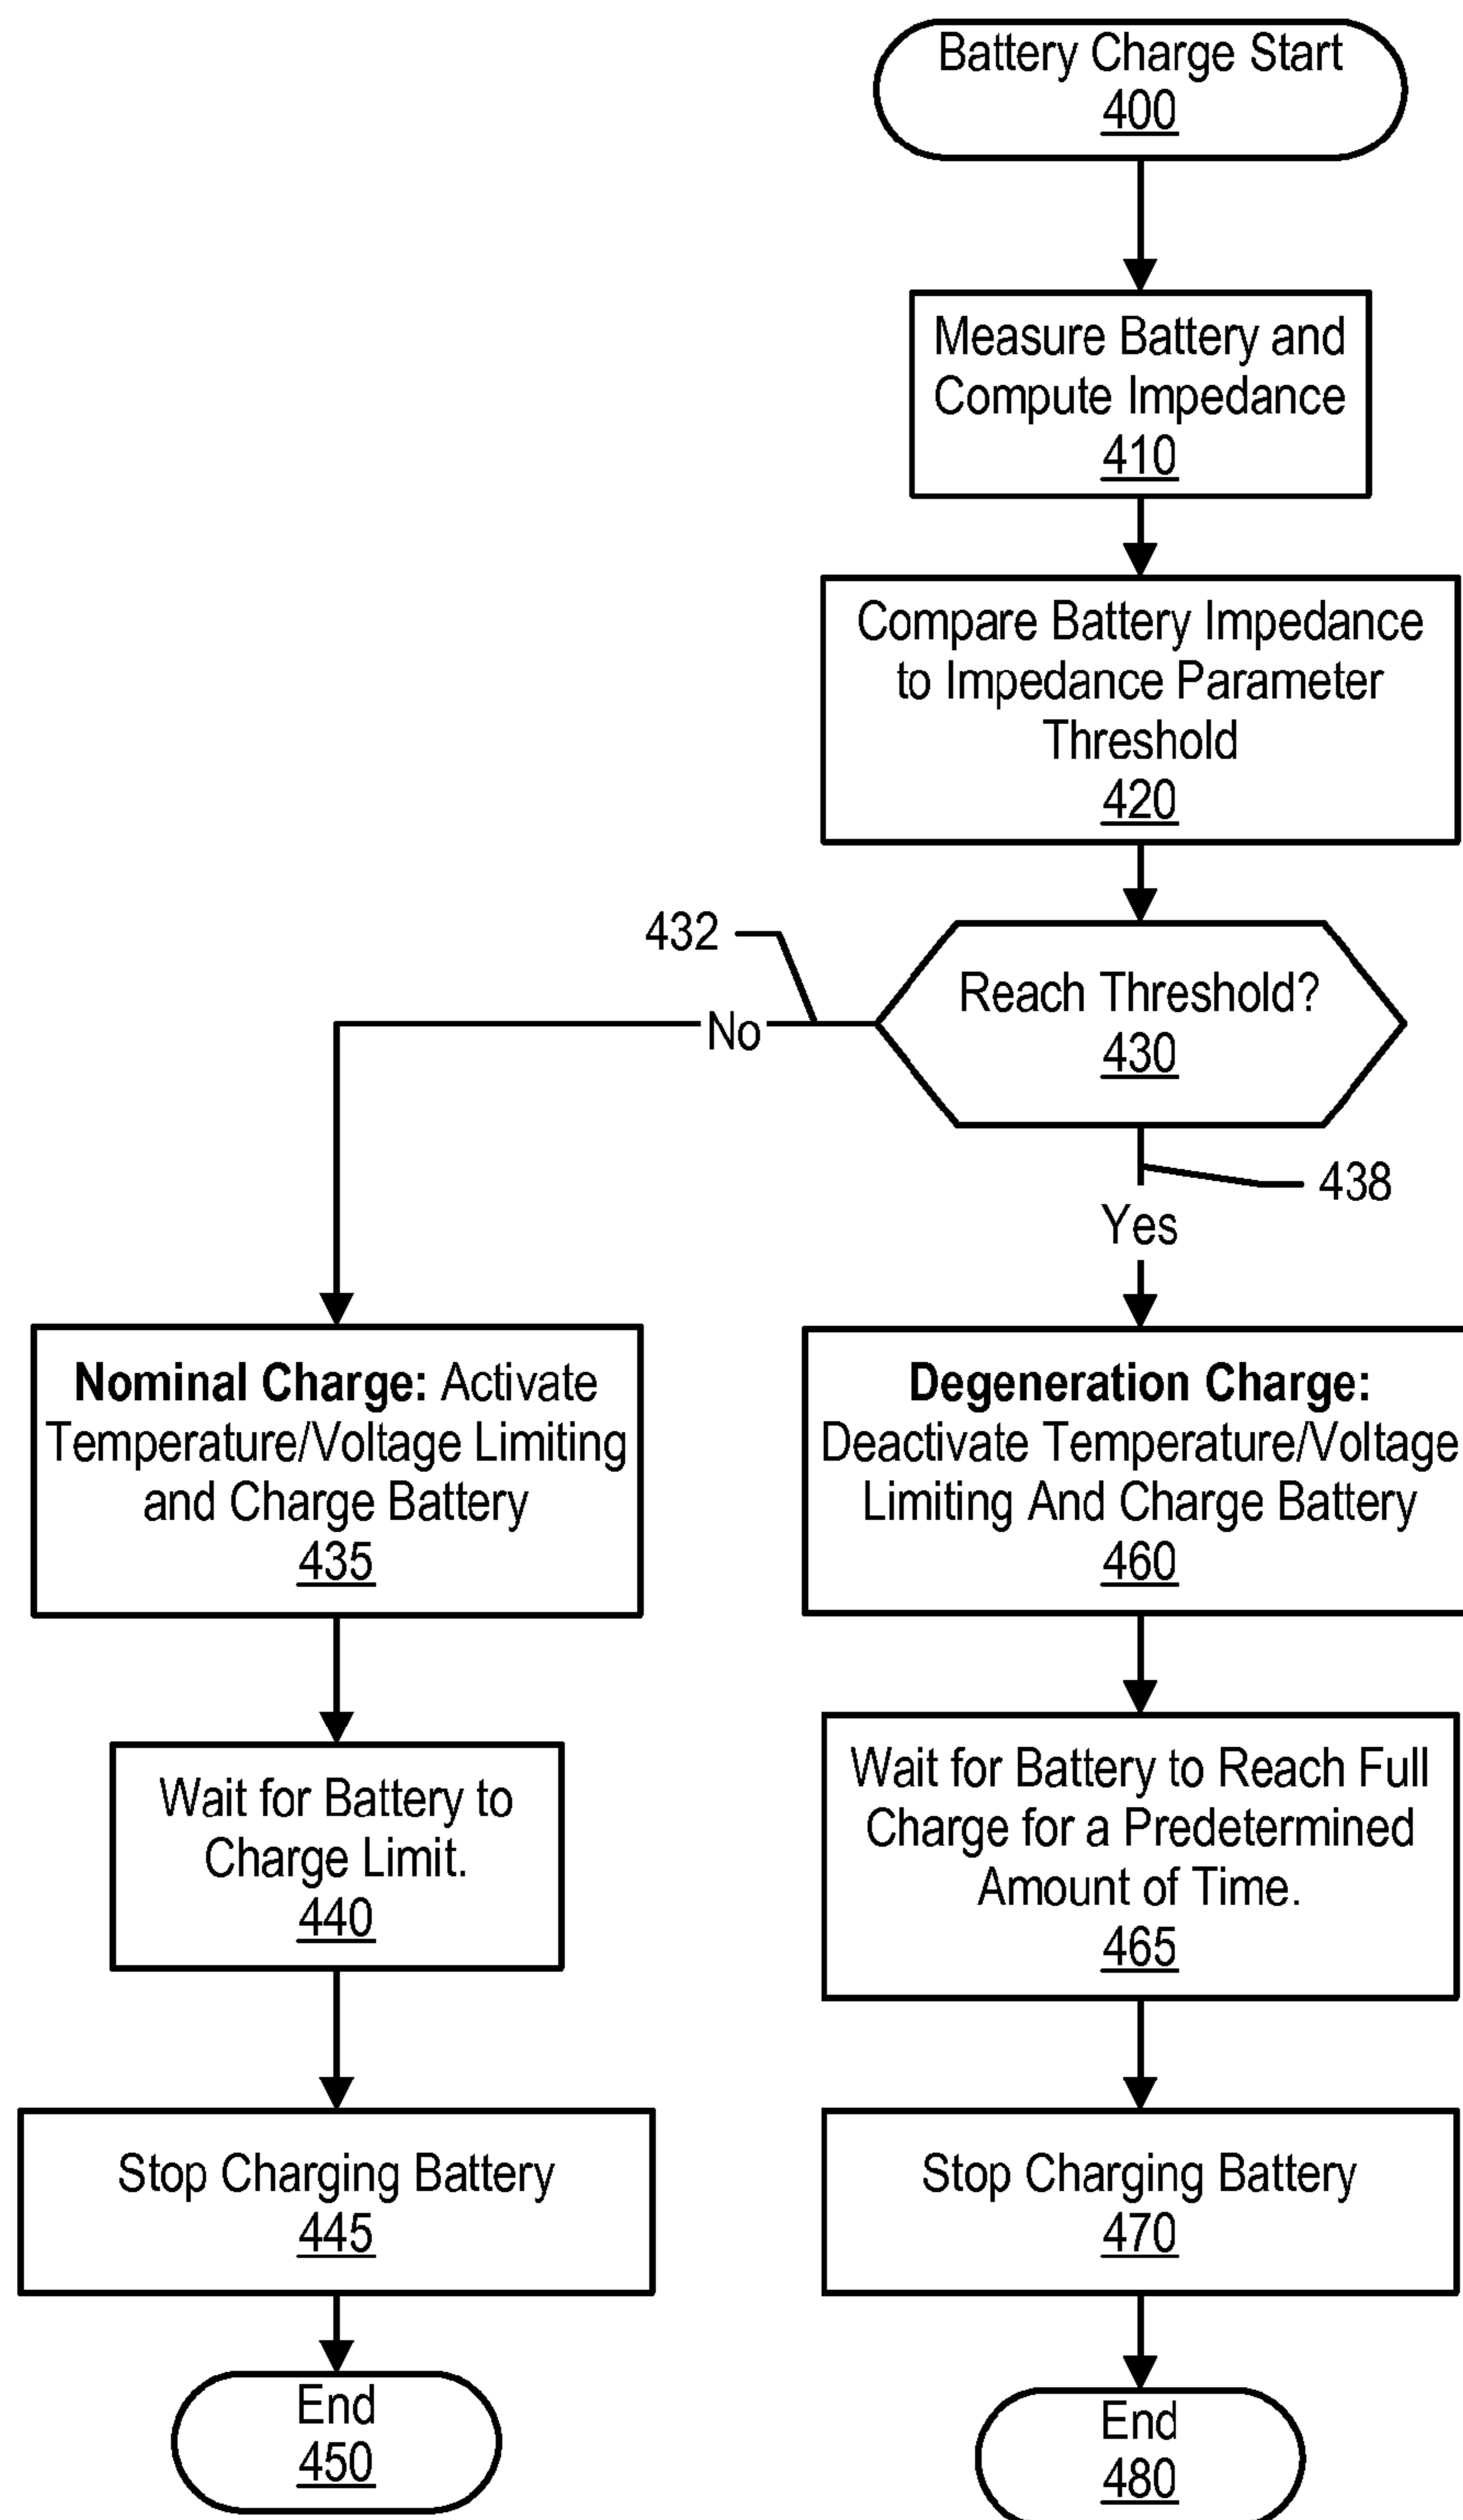 Battery Charge Start
400
Measure Battery and
Compute Impedance
410
Compare Battery Impedance
to Impedance Parameter
Threshold
420
432
Reach Threshold?
430
No
438
Yes
Nominal Charge: Activate
Temperature/Voltage Limiting
and Charge Battery
435
Degeneration Charge:
Deactivate Temperature/Voltage
Limiting And Charge Battery
460
Wait for Battery to
Charge Limit.
440
Wait for Battery to Reach Full
Charge for a Predetermined
Amount of Time.
465
Stop Charging Battery
445
Stop Charging Battery
470
End
450
End
480